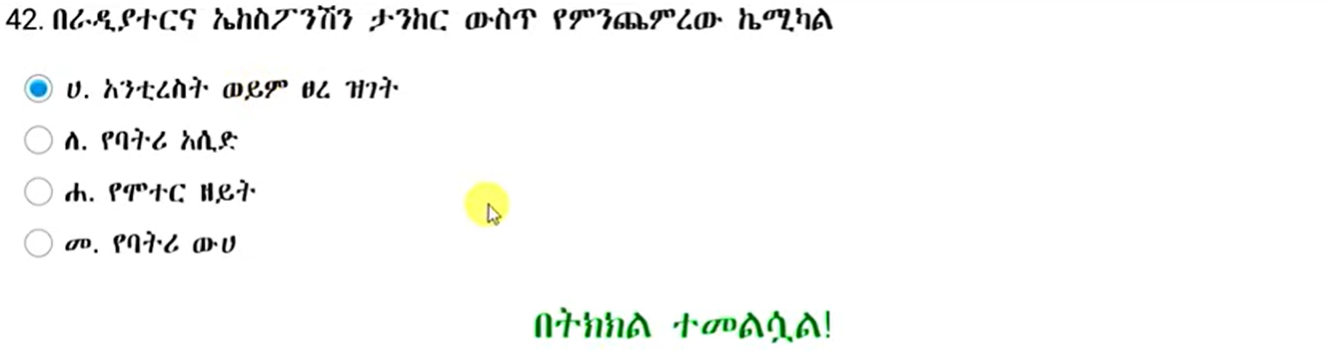 42. በራዲያተርና ኤክስፖንሽን ታንከር ውስጥ የምንጨምረው ኬሚካል
ሀ. አንቲረስት ወይም ፀረ ዝገት
ለ. የባትሪ አሲድ
ሐ. የሞተር ዘይት
መ. የባትሪ ውሀ
በትክክል ተመልሷል!